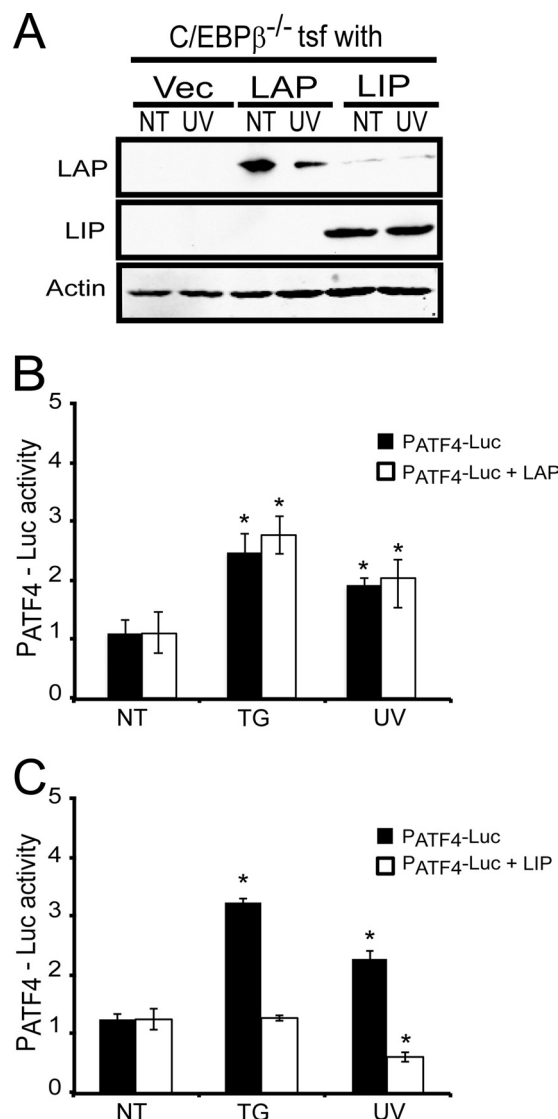 A
C/EBPβ-/- tsf with
Vec LAP LIP
NT UV NT UV NT UV
LAP
LIP
Actin
B
PATF4 - Luc activity
5
4
3
2
1
0
PATF4-Luc
PATF4-Luc + LAP
* * * *
NT TG UV
C
PATF4 - Luc activity
5
4
3
2
1
0
PATF4-Luc
PATF4-Luc + LIP
* * *
NT TG UV